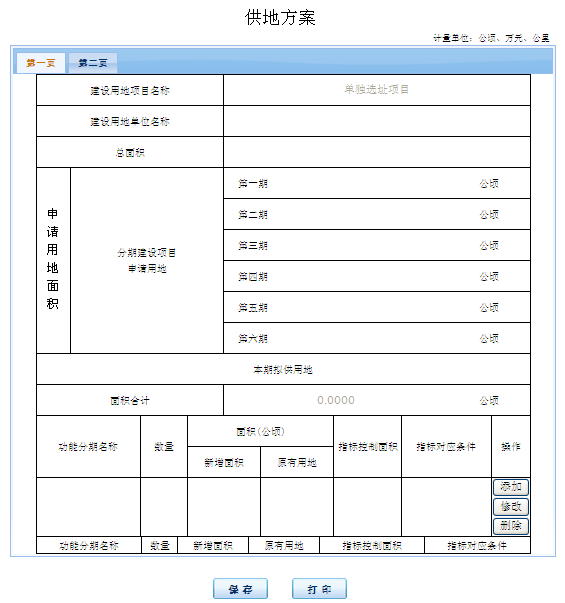 供地方案
计量单位：公顷、万元、公里
第一页 第二页
建设用地项目名称 单独选址项目
建设用地单位名称
总面积
申请用地面积
分期建设项目
申请用地
第一期 公顷
第二期 公顷
第三期 公顷
第四期 公顷
第五期 公顷
第六期 公顷
本期拟供用地
面积合计 0.0000 公顷
功能分期名称 数量 面积(公顷) 指标控制面积 指标对应条件 操作
新增面积 原有用地
添加
修改
删除
功能分期名称 数量 新增面积 原有用地 指标控制面积 指标对应条件
保存 打印